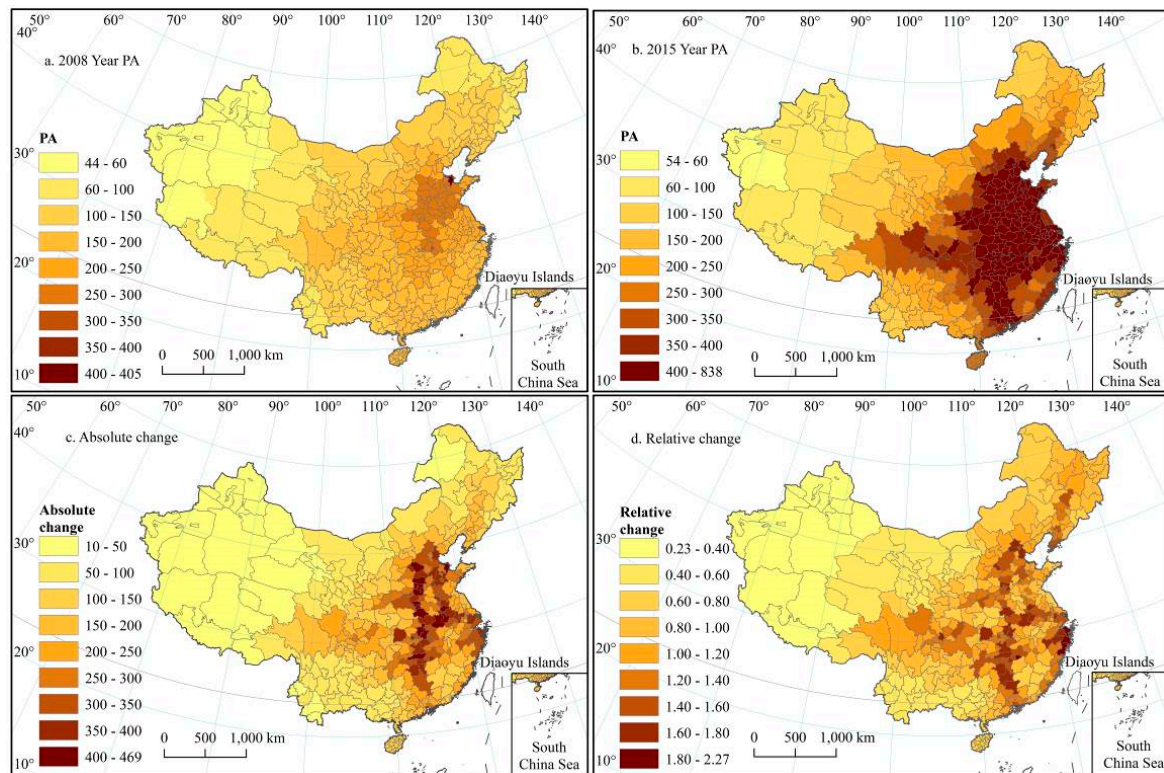 50° 60° 70° 80° 90° 100° 110° 120° 130° 140°
40°
30°
20°
10°
a. 2008 Year PA
PA
44 - 60
60 - 100
100 - 150
150 - 200
200 - 250
250 - 300
300 - 350
350 - 400
400 - 405
0 500 1,000 km
Diaoyu Islands
South
China Sea
50° 60° 70° 80° 90° 100° 110° 120° 130° 140°
40°
30°
20°
10°
b. 2015 Year PA
PA
54 - 60
60 - 100
100 - 150
150 - 200
200 - 250
250 - 300
300 - 350
350 - 400
400 - 838
0 500 1,000 km
Diaoyu Islands
South
China Sea
50° 60° 70° 80° 90° 100° 110° 120° 130° 140°
40°
30°
20°
10°
c. Absolute change
Absolute
change
10 - 50
50 - 100
100 - 150
150 - 200
200 - 250
250 - 300
300 - 350
350 - 400
400 - 469
0 500 1,000 km
Diaoyu Islands
South
China Sea
50° 60° 70° 80° 90° 100° 110° 120° 130° 140°
40°
30°
20°
10°
d. Relative change
Relative
change
0.23 - 0.40
0.40 - 0.60
0.60 - 0.80
0.80 - 1.00
1.00 - 1.20
1.20 - 1.40
1.40 - 1.60
1.60 - 1.80
1.80 - 2.27
0 500 1,000 km
Diaoyu Islands
South
China Sea